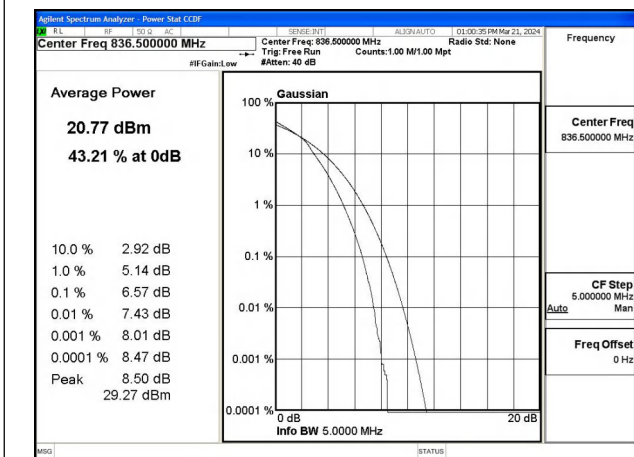 Agilent Spectrum Analyzer - Power Stat CCDF
RL RF 50 Ω AC SENSE:INT ALIGN AUTO 01:00:35 PM Mar 21, 2024
Center Freq 836.500000 MHz
Center Freq: 836.500000 MHz Radio Std: None
Trig: Free Run Counts:1.00 M/1.00 Mpt
#IFGain:Low #Atten: 40 dB
Frequency
Average Power
20.77 dBm
43.21 % at 0dB
10.0 % 2.92 dB
1.0 % 5.14 dB
0.1 % 6.57 dB
0.01 % 7.43 dB
0.001 % 8.01 dB
0.0001 % 8.47 dB
Peak 8.50 dB
29.27 dBm
Gaussian
100 %
10 %
1 %
0.1 %
0.01 %
0.001 %
0.0001 %
0 dB 20 dB
Info BW 5.0000 MHz
Center Freq
836.500000 MHz
CF Step
5.000000 MHz
Auto Man
Freq Offset
0 Hz
MSG STATUS